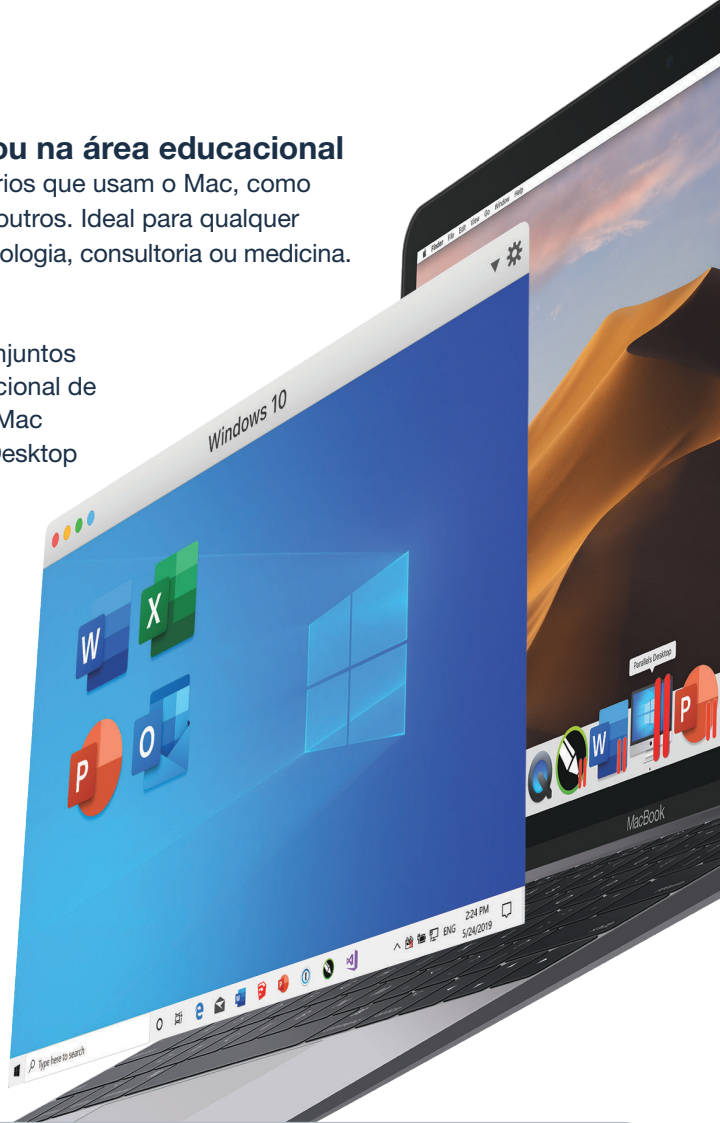 ou na área educacional
rios que usam o Mac, como
outros. Ideal para qualquer
ologia, consultoria ou medicina.
njuntos
cional de
Mac
Desktop
Finder File Edit View Go Window Help
Windows 10
W
X
P
O
Parallels Desktop
W
P
MacBook
ENG
2:24 PM
5/24/2019
Type here to search